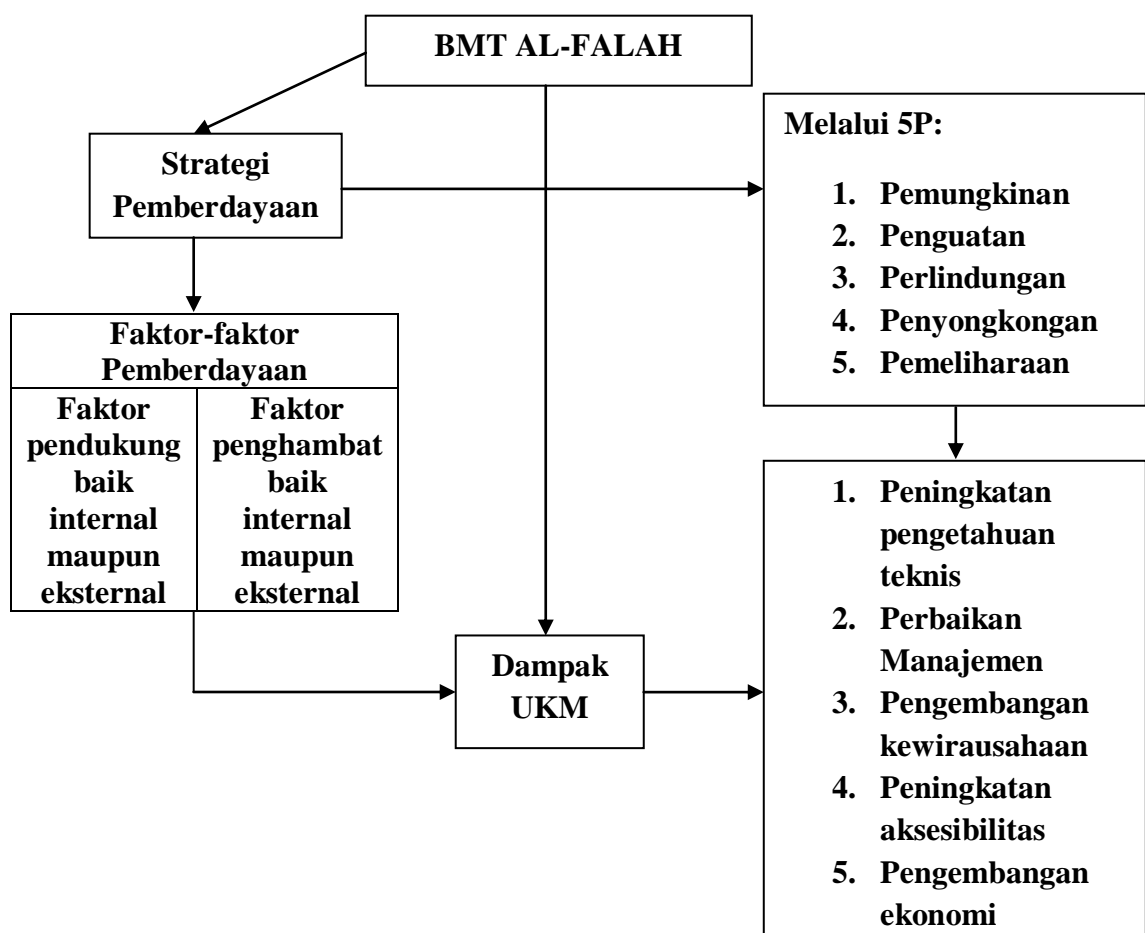 BMT AL-FALAH
Strategi
Pemberdayaan
Melalui 5P:
1. Pemungkinan
2. Penguatan
3. Perlindungan
4. Penyongkongan
5. Pemeliharaan
Faktor-faktor
Pemberdayaan
Faktor
pendukung
baik
internal
maupun
eksternal
Faktor
penghambat
baik
internal
maupun
eksternal
Dampak
UKM
1. Peningkatan
pengetahuan
teknis
2. Perbaikan
Manajemen
3. Pengembangan
kewirausahaan
4. Peningkatan
aksesibilitas
5. Pengembangan
ekonomi